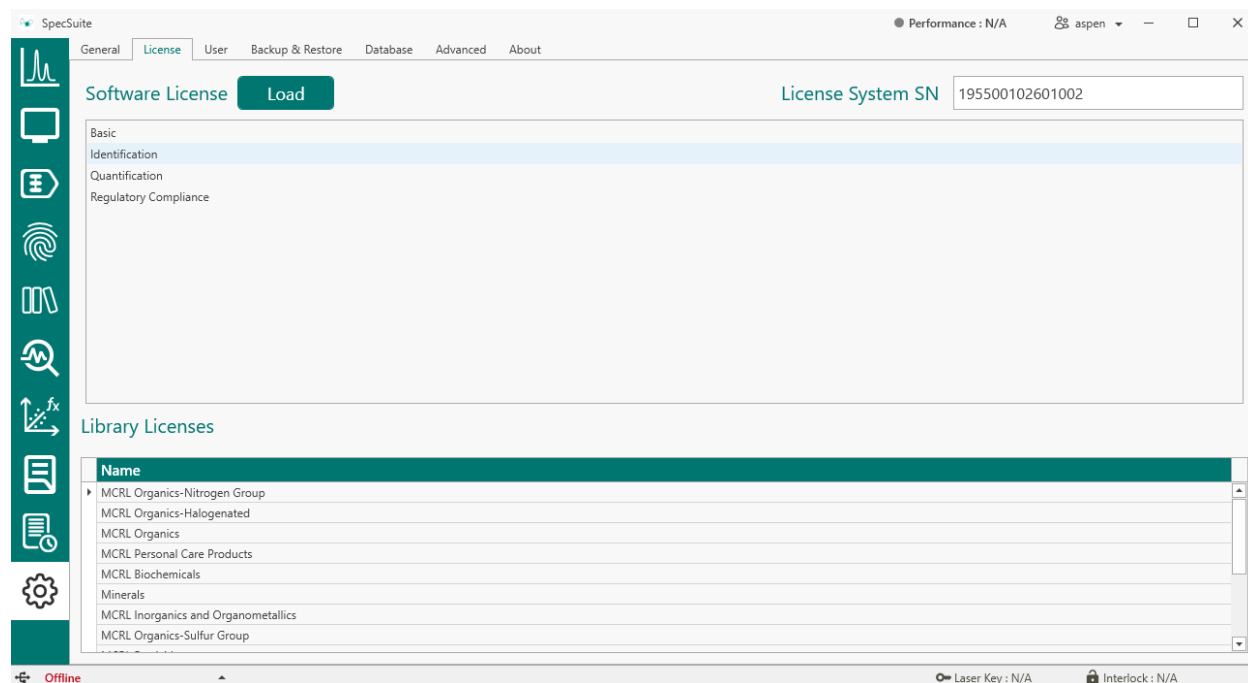 SpecSuite
Performance : N/A
aspen
General License User Backup & Restore Database Advanced About
Software License Load License System SN 195500102601002
Basic
Identification
Quantification
Regulatory Compliance
fx
Library Licenses
Name
MCRL Organics-Nitrogen Group
MCRL Organics-Halogenated
MCRL Organics
MCRL Personal Care Products
MCRL Biochemicals
Minerals
MCRL Inorganics and Organometallics
MCRL Organics-Sulfur Group
Offline Laser Key : N/A Interlock : N/A